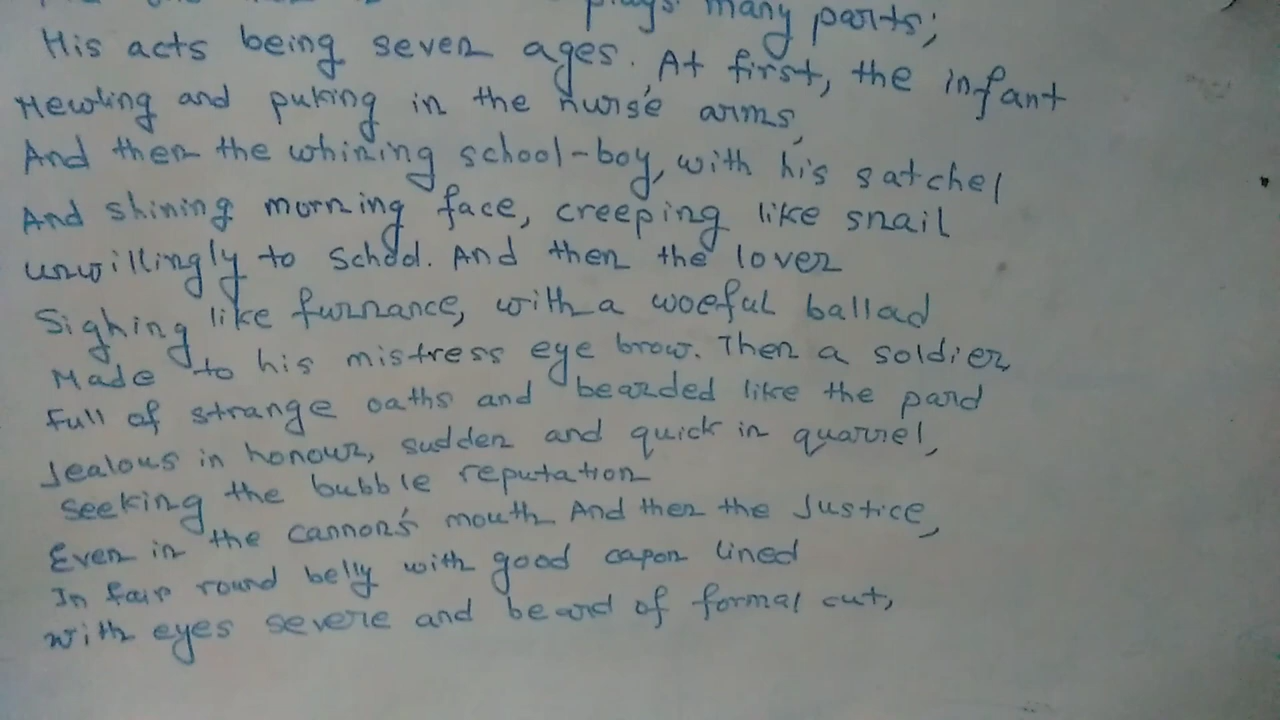 plays many parts;
His acts being seven ages. At first, the infant
Mewling and puking in the nurse's arms,
And then the whining school-boy, with his satchel
And shining morning face, creeping like snail
unwillingly to school. And then the lover
Sighing like furnance, with a woeful ballad
Made to his mistress eye brow. Then a soldier,
Full of strange oaths and bearded like the pard
Jealous in honour, sudden and quick in quarrel,
seeking the bubble reputation
Even in the cannon's mouth And then the Justice,
In fair round belly with good capon lined
with eyes severe and beard of formal cut,